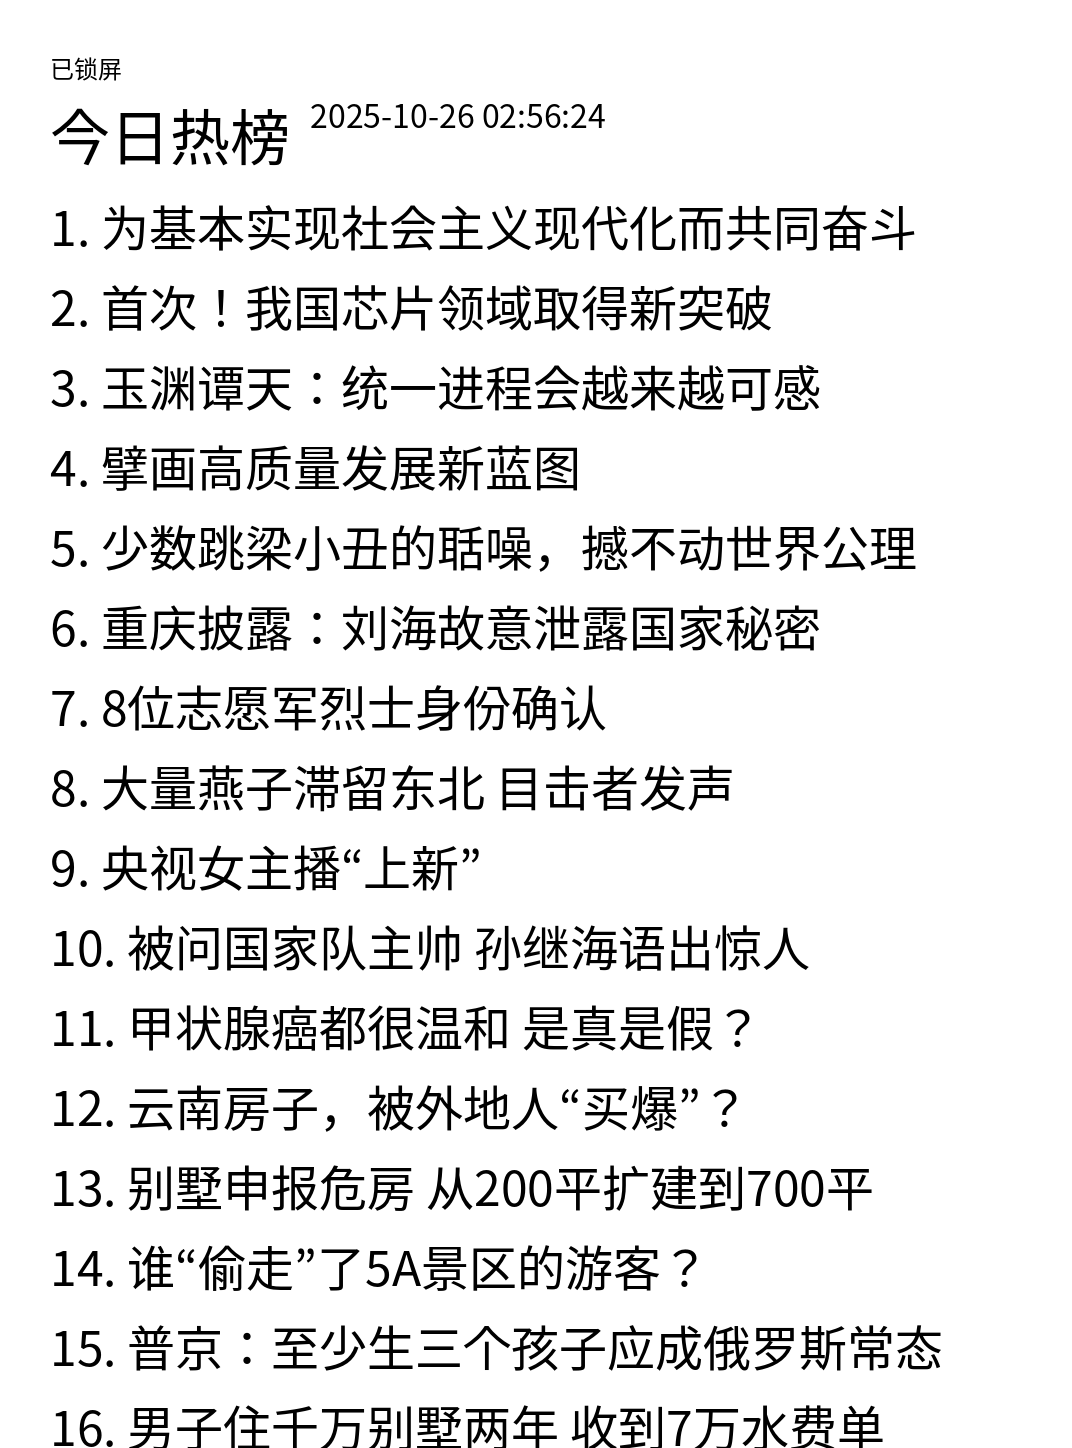 已锁屏
今日热榜 2025-10-26 02:56:24
1. 为基本实现社会主义现代化而共同奋斗
2. 首次！我国芯片领域取得新突破
3. 玉渊谭天：统一进程会越来越可感
4. 擘画高质量发展新蓝图
5. 少数跳梁小丑的聒噪，撼不动世界公理
6. 重庆披露：刘海故意泄露国家秘密
7. 8位志愿军烈士身份确认
8. 大量燕子滞留东北 目击者发声
9. 央视女主播“上新”
10. 被问国家队主帅 孙继海语出惊人
11. 甲状腺癌都很温和 是真是假？
12. 云南房子，被外地人“买爆”？
13. 别墅申报危房 从200平扩建到700平
14. 谁“偷走”了5A景区的游客？
15. 普京：至少生三个孩子应成俄罗斯常态
16. 男子住千万别墅两年 收到7万水费单